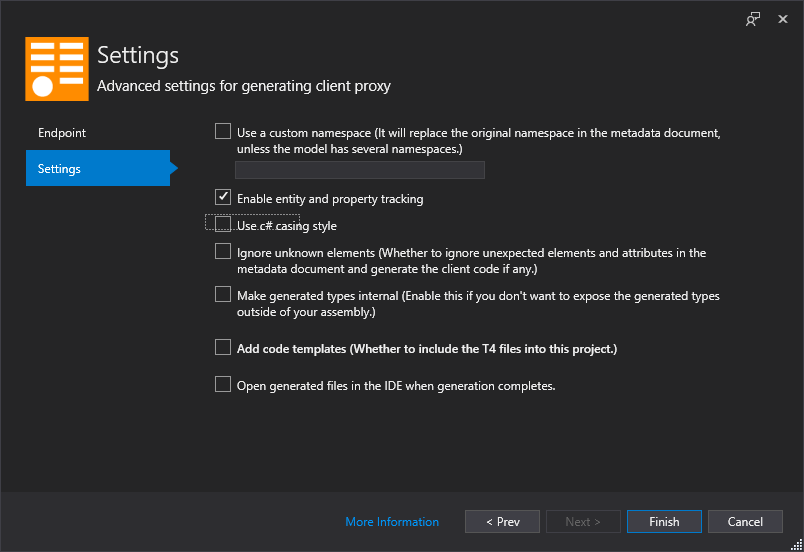 Settings
Advanced settings for generating client proxy
Endpoint
Settings
Use a custom namespace (It will replace the original namespace in the metadata document,
unless the model has several namespaces.)
Enable entity and property tracking
Use c# casing style
Ignore unknown elements (Whether to ignore unexpected elements and attributes in the
metadata document and generate the client code if any.)
Make generated types internal (Enable this if you don't want to expose the generated types
outside of your assembly.)
Add code templates (Whether to include the T4 files into this project.)
Open generated files in the IDE when generation completes.
More Information
< Prev
Next >
Finish
Cancel